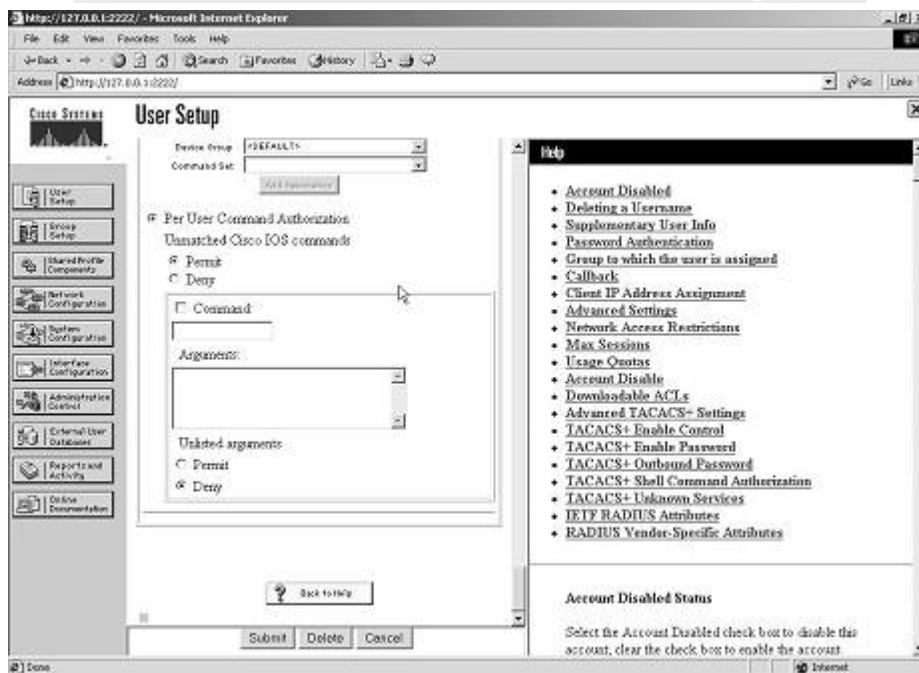 http://127.0.0.1:2222/ - Microsoft Internet Explorer
File Edit View Favorites Tools Help
Back Search Favorites History
Address http://127.0.0.1:2222/ Go Links
Cisco Systems
User Setup
Group Setup
Shared Profile Components
Network Configuration
System Configuration
Interface Configuration
Administration Control
External User Databases
Reports and Activity
Online Documentation
User Setup
Device Group <DEFAULT>
Command Set
Per User Command Authorization
Unmatched Cisco IOS commands
Permit
Deny
Command:
Arguments:
Unlisted arguments
Permit
Deny
? Back to Help
Submit Delete Cancel
Help
• Account Disabled
• Deleting a Username
• Supplementary User Info
• Password Authentication
• Group to which the user is assigned
• Callback
• Client IP Address Assignment
• Advanced Settings
• Network Access Restrictions
• Max Sessions
• Usage Quotas
• Account Disable
• Downloadable ACLs
• Advanced TACACS+ Settings
• TACACS+ Enable Control
• TACACS+ Enable Password
• TACACS+ Outbound Password
• TACACS+ Shell Command Authorization
• TACACS+ Unknown Services
• IETF RADIUS Attributes
• RADIUS Vendor-Specific Attributes
Account Disabled Status
Select the Account Disabled check box to disable this
account, clear the check box to enable the account.
Done
Internet